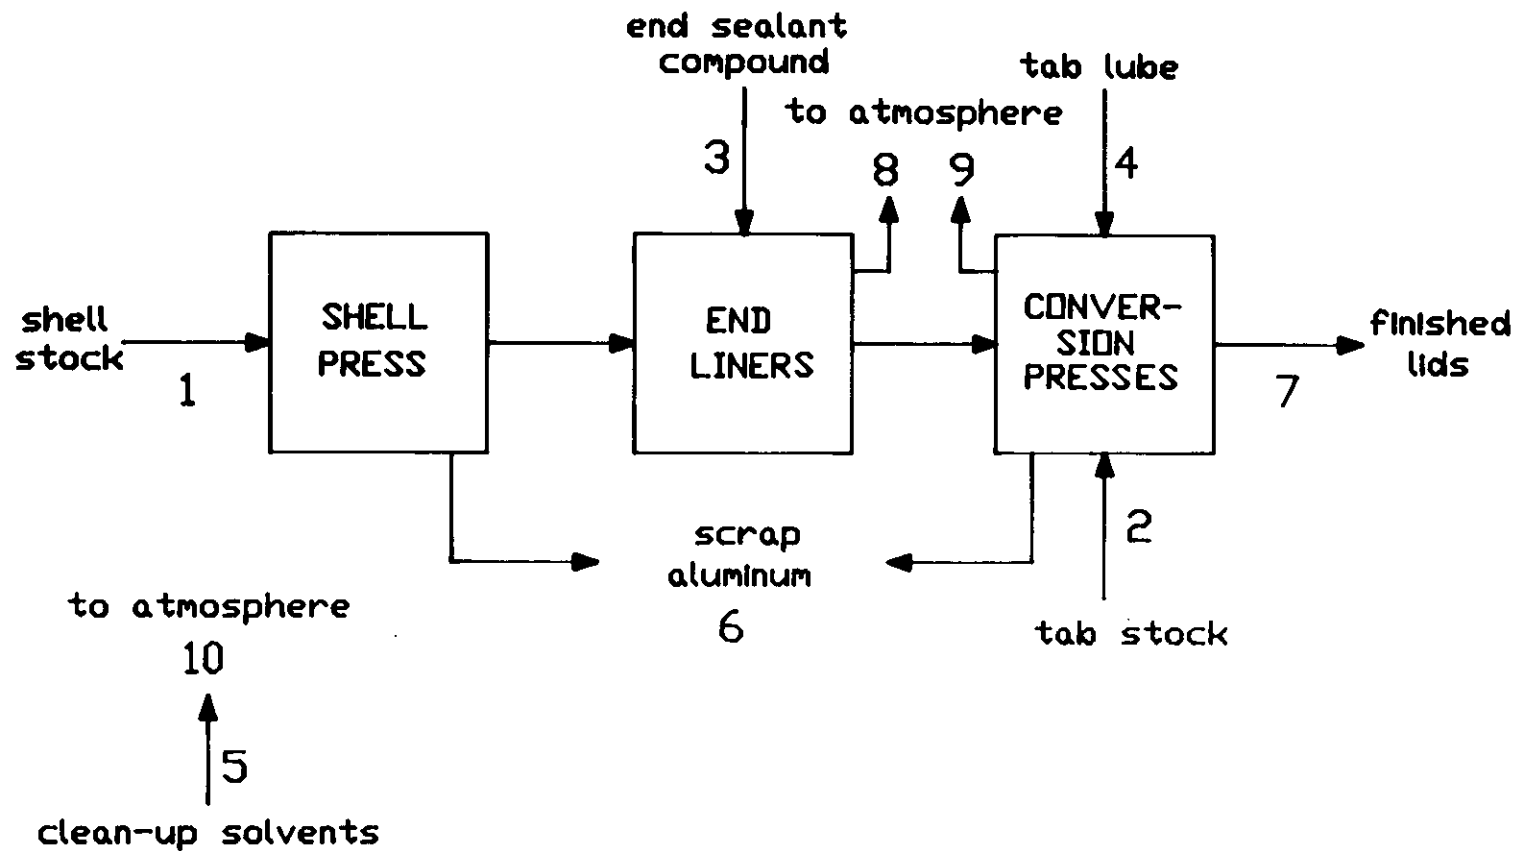 end sealant
compound
tab lube
to atmosphere
3
8
9
4
shell
stock
1
SHELL
PRESS
END
LINERS
CONVER-
SION
PRESSES
finished
lids
7
scrap
aluminum
6
2
tab stock
to atmosphere
10
5
clean-up solvents